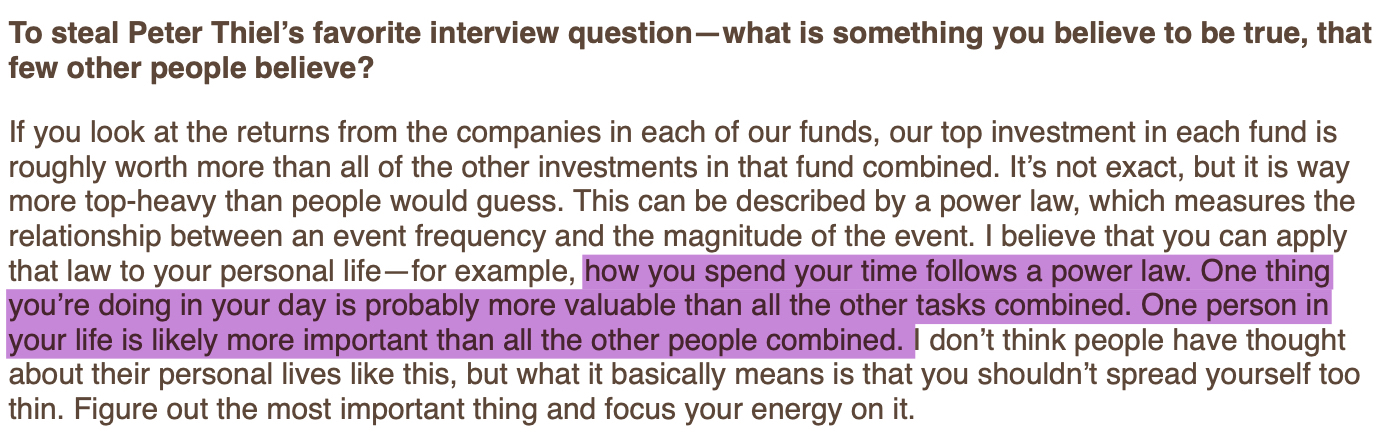 To steal Peter Thiel’s favorite interview question—what is something you believe to be true, that
few other people believe?
If you look at the returns from the companies in each of our funds, our top investment in each fund is
roughly worth more than all of the other investments in that fund combined. It’s not exact, but it is way
more top-heavy than people would guess. This can be described by a power law, which measures the
relationship between an event frequency and the magnitude of the event. I believe that you can apply
that law to your personal life—for example, how you spend your time follows a power law. One thing
you’re doing in your day is probably more valuable than all the other tasks combined. One person in
your life is likely more important than all the other people combined. I don’t think people have thought
about their personal lives like this, but what it basically means is that you shouldn’t spread yourself too
thin. Figure out the most important thing and focus your energy on it.